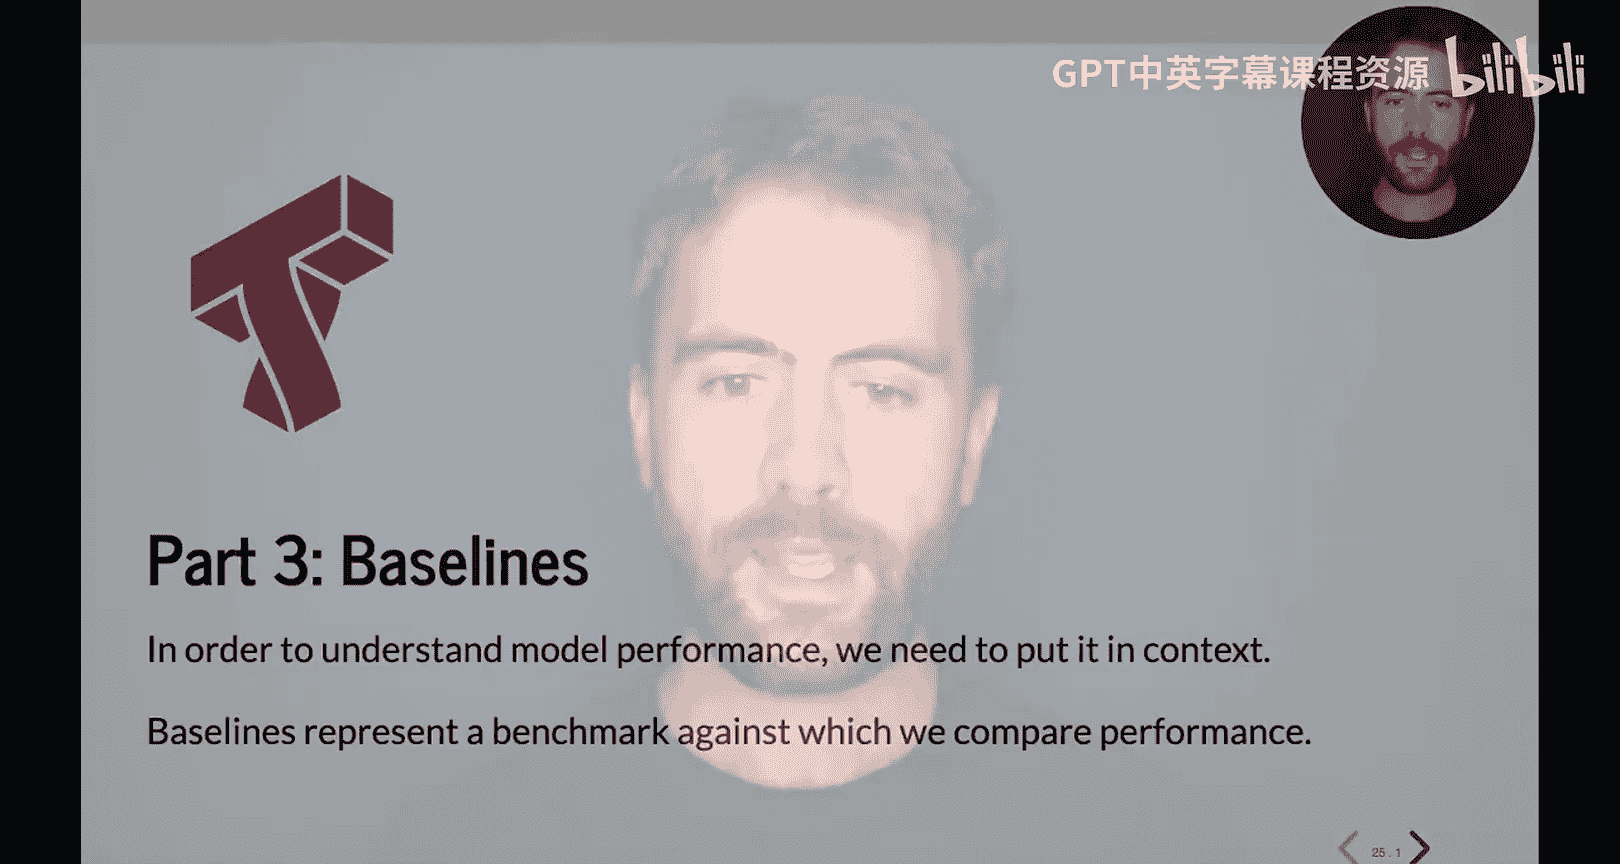 GPT中英字幕课程资源 bilibili
Part 3: Baselines
In order to understand model performance, we need to put it in context.
Baselines represent a benchmark against which we compare performance.
25.1